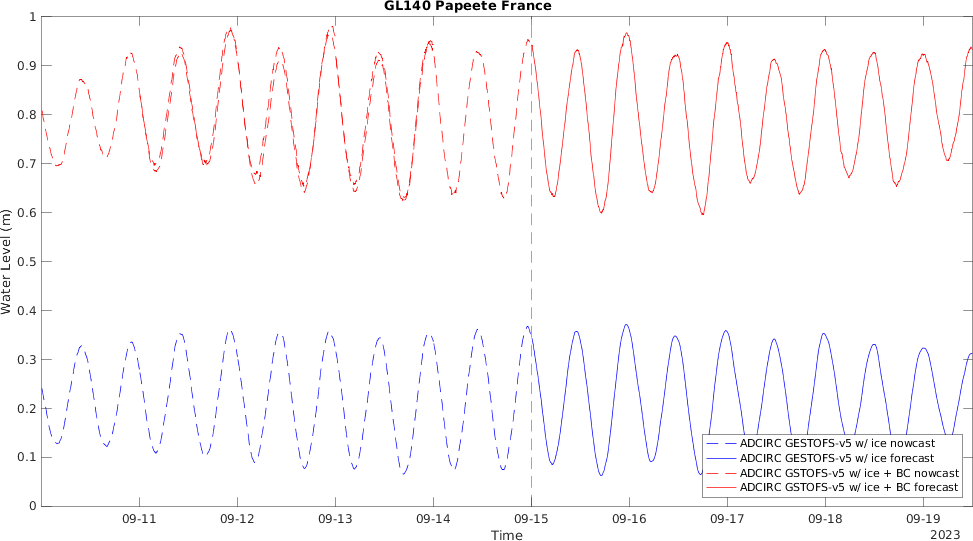 GL140 Papeete France
1
0.9
0.8
0.7
0.6
0.5
0.4
0.3
0.2
0.1
0
Water Level (m)
09-11 09-12 09-13 09-14 09-15 09-16 09-17 09-18 09-19
Time
2023
ADCIRC GESTOFS-v5 w/ ice nowcast
ADCIRC GESTOFS-v5 w/ ice forecast
ADCIRC GSTOFS-v5 w/ ice + BC nowcast
ADCIRC GSTOFS-v5 w/ ice + BC forecast